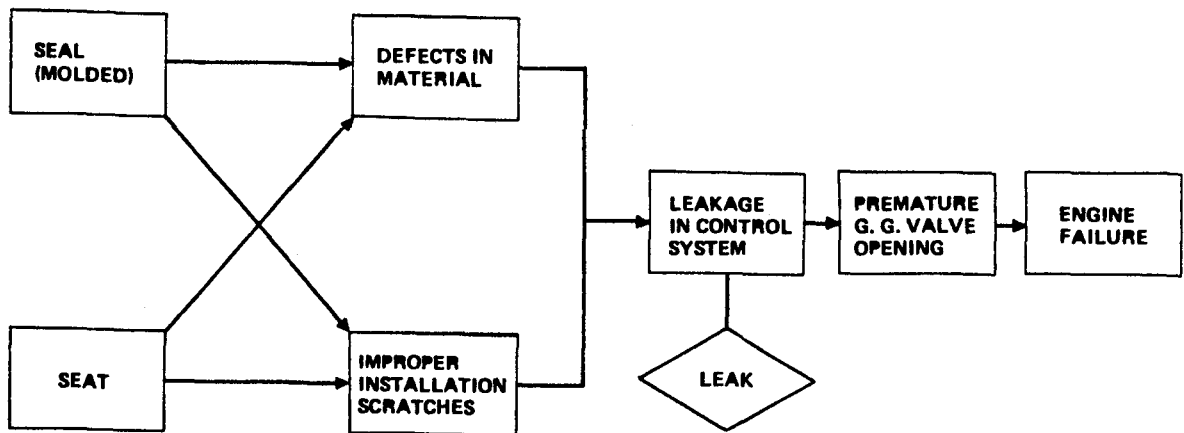 SEAL
(MOLDED)
DEFECTS IN
MATERIAL
LEAKAGE
IN CONTROL
SYSTEM
PREMATURE
G. G. VALVE
OPENING
ENGINE
FAILURE
SEAT
IMPROPER
INSTALLATION
SCRATCHES
LEAK